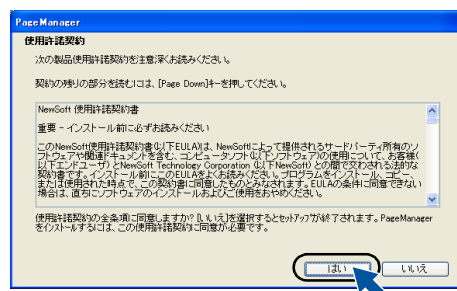 PageManager
使用許諾契約
次の製品使用許諾契約を注意深くお読みください。
契約の残りの部分を読むには、[Page Down]キーを押してください。
NewSoft 使用許諾契約書
重要 - インストール前に必ずお読みください
このNewSoft使用許諾契約書(以下EULA)は、NewSoftによって提供されるサードパーティ所有のソ
フトウェアや関連ドキュメントを含む、コンピュータソフト(以下ソフトウェア)の使用について、お客様(
以下エンドユーザ)とNewSoft Technology Corporation (以下NewSoft)との間で交わされる法的な
契約書です。インストール前にこのEULAをよくお読みください。プログラムをインストール、コピー、
または使用された時点で、この契約書に同意したものとみなされます。EULAの条件に同意できない
場合は、直ちにソフトウェアのインストールおよびご使用をおやめください。
使用許諾契約の全条項に同意しますか? [いいえ]を選択するとセットアップが終了されます。PageManager
をインストールするには、この使用許諾契約に同意が必要です。
はい
いいえ